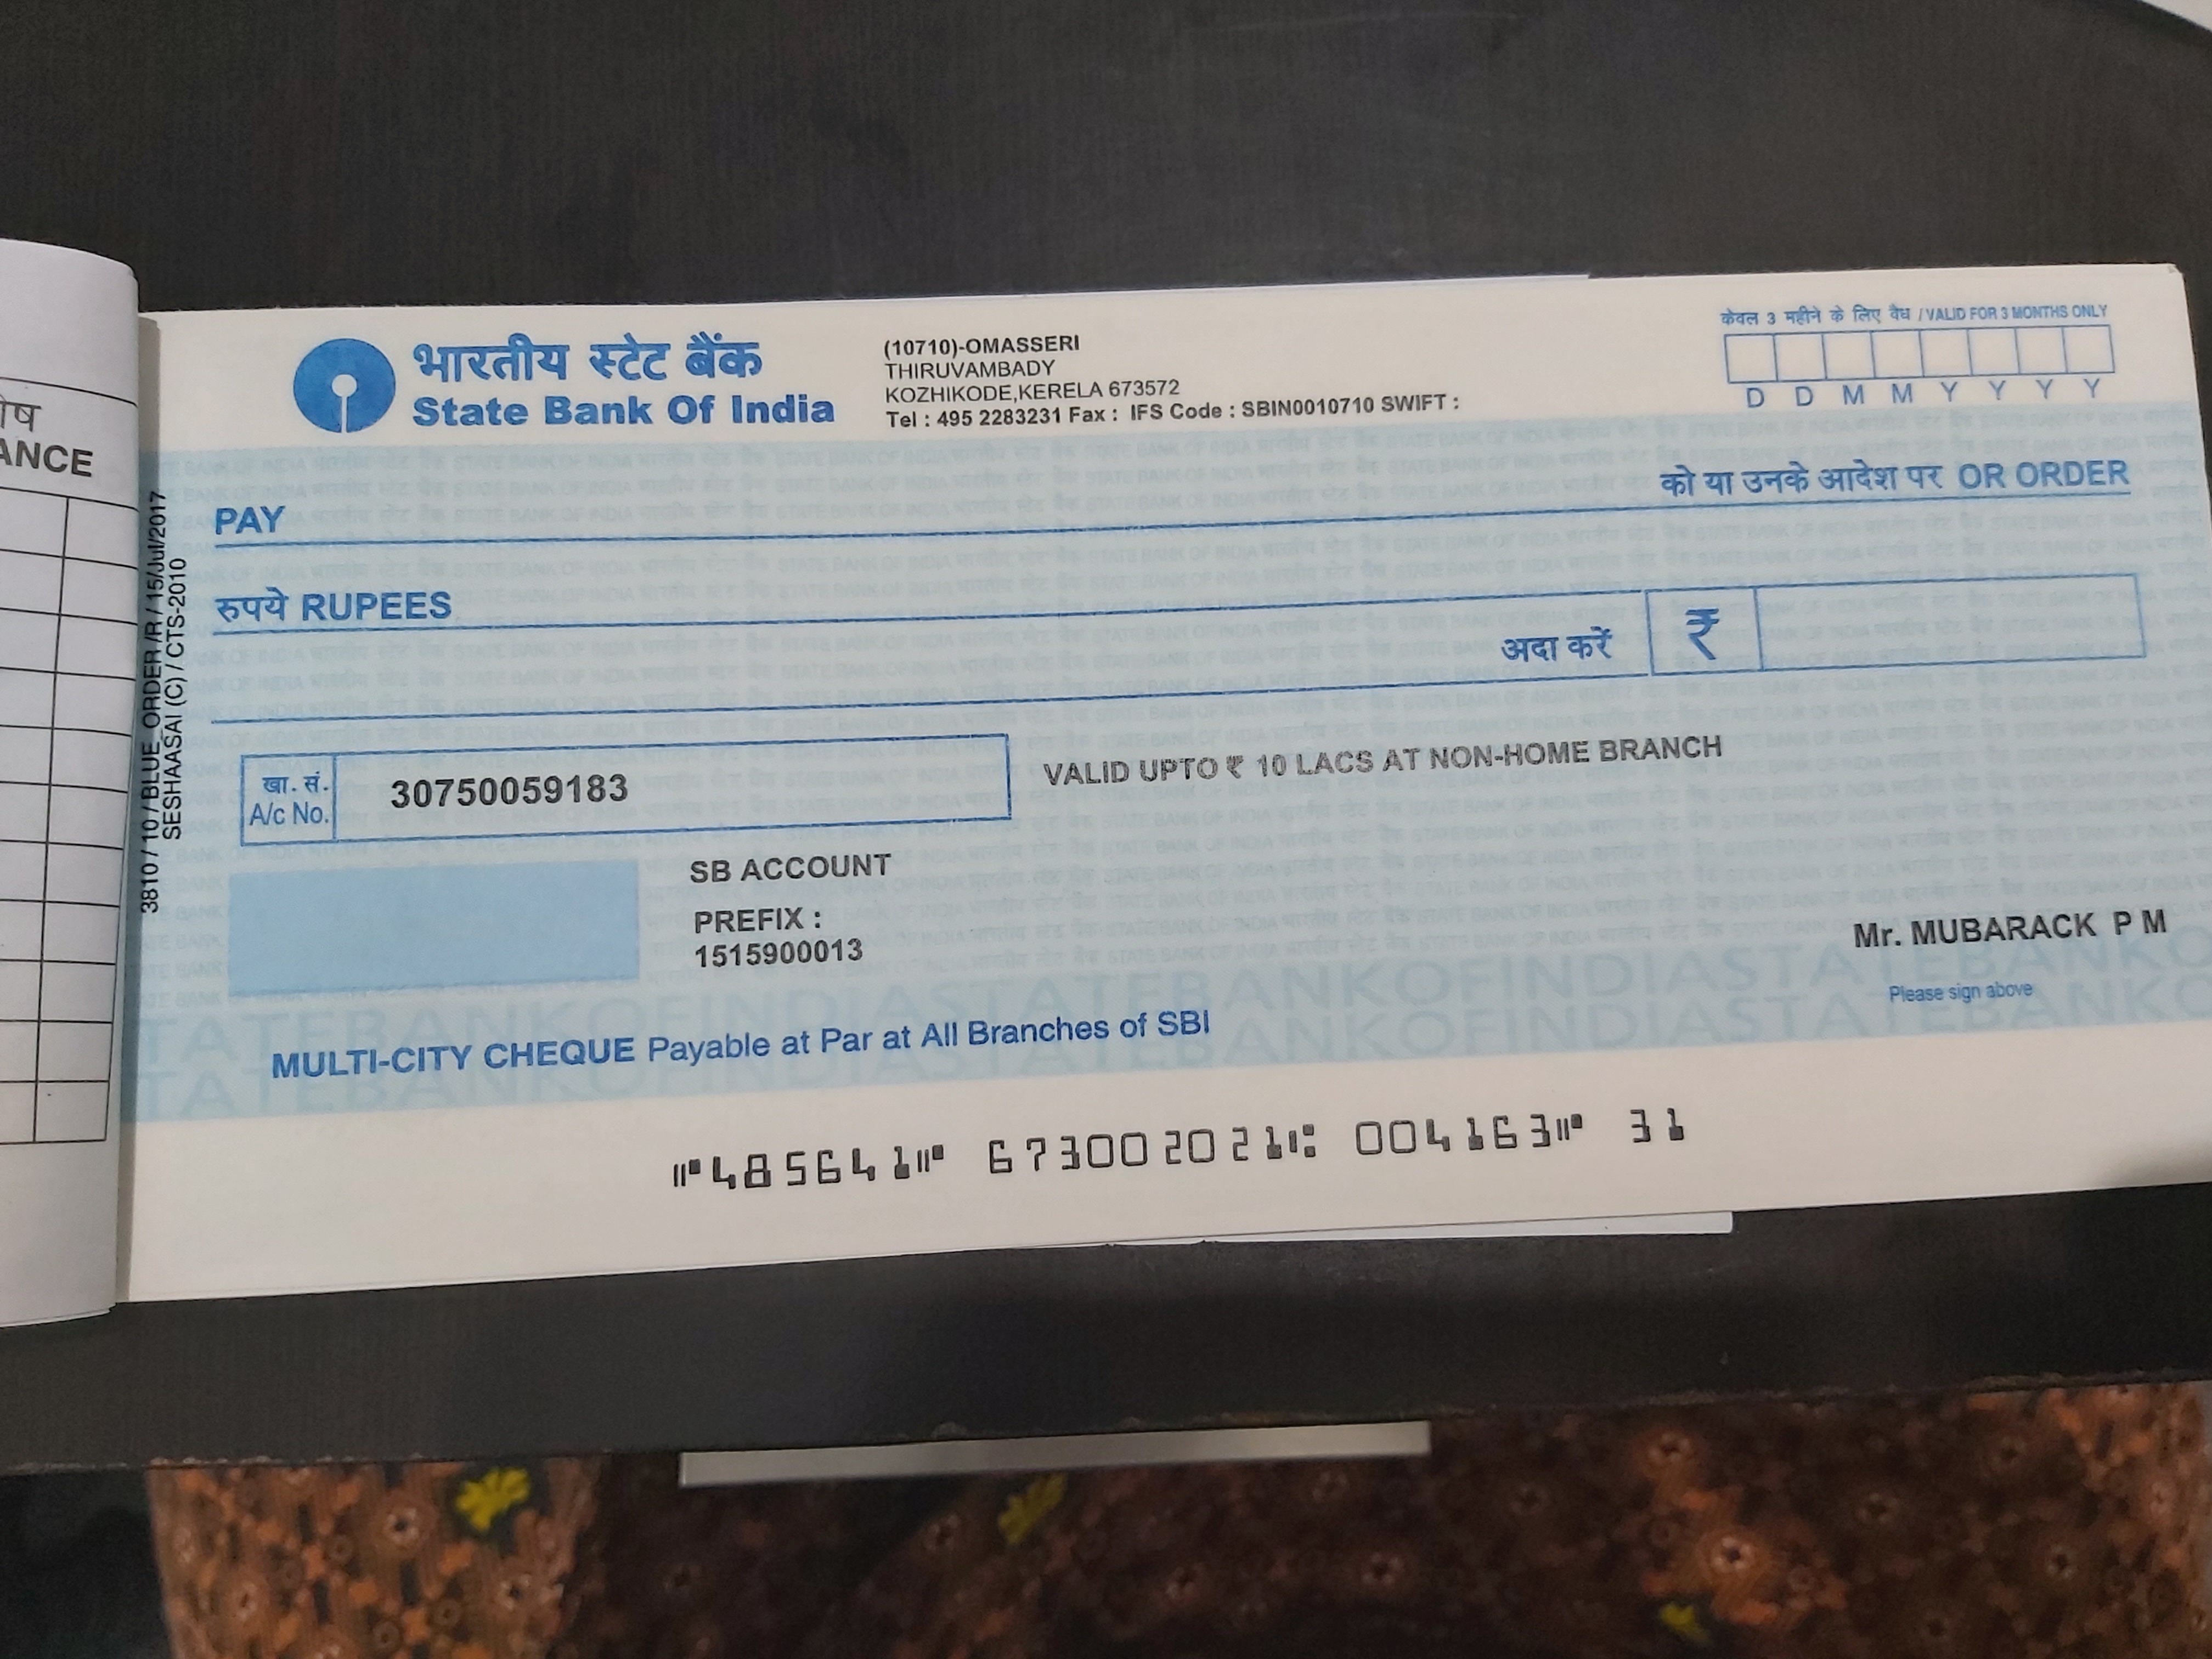 ANCE
3810 / 10 / BLUE_ORDER /R / 15/Jul/2017
SESHAASAI (C) / CTS-2010
भारतीय स्टेट बैंक
State Bank Of India
(10710)-OMASSERI
THIRUVAMBADY
KOZHIKODE,KERELA 673572
Tel : 495 2283231 Fax : IFS Code : SBIN0010710 SWIFT :
केवल 3 महीने के लिए वैध / VALID FOR 3 MONTHS ONLY
D D M M Y Y Y Y
PAY
को या उनके आदेश पर OR ORDER
रुपये RUPEES
अदा करें ₹
खा. सं.
A/c No.
30750059183
VALID UPTO ₹ 10 LACS AT NON-HOME BRANCH
SB ACCOUNT
PREFIX :
1515900013
Mr. MUBARACK P M
Please sign above
MULTI-CITY CHEQUE Payable at Par at All Branches of SBI
⑈485641⑈ 673002021⑆ 004163⑈ 31